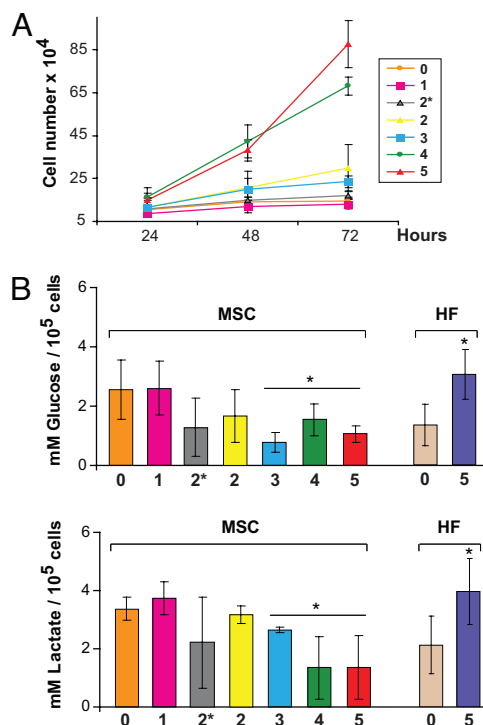 A
Cell number x 10⁴
85
65
45
25
5
24 48 72 Hours
0
1
2*
2
3
4
5
B
MSC HF
mM Glucose / 10⁵ cells
6
4
2
0
* *
0 1 2* 2 3 4 5 0 5
MSC HF
mM Lactate / 10⁵ cells
6
4
2
0
* *
0 1 2* 2 3 4 5 0 5